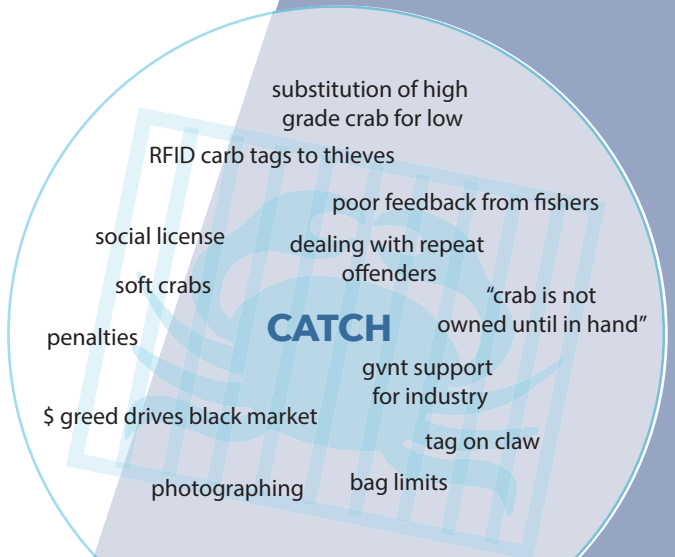 substitution of high
grade crab for low
RFID carb tags to thieves
poor feedback from fishers
social license
dealing with repeat
offenders
soft crabs
"crab is not
owned until in hand"
CATCH
penalties
gvnt support
for industry
$ greed drives black market
tag on claw
photographing
bag limits